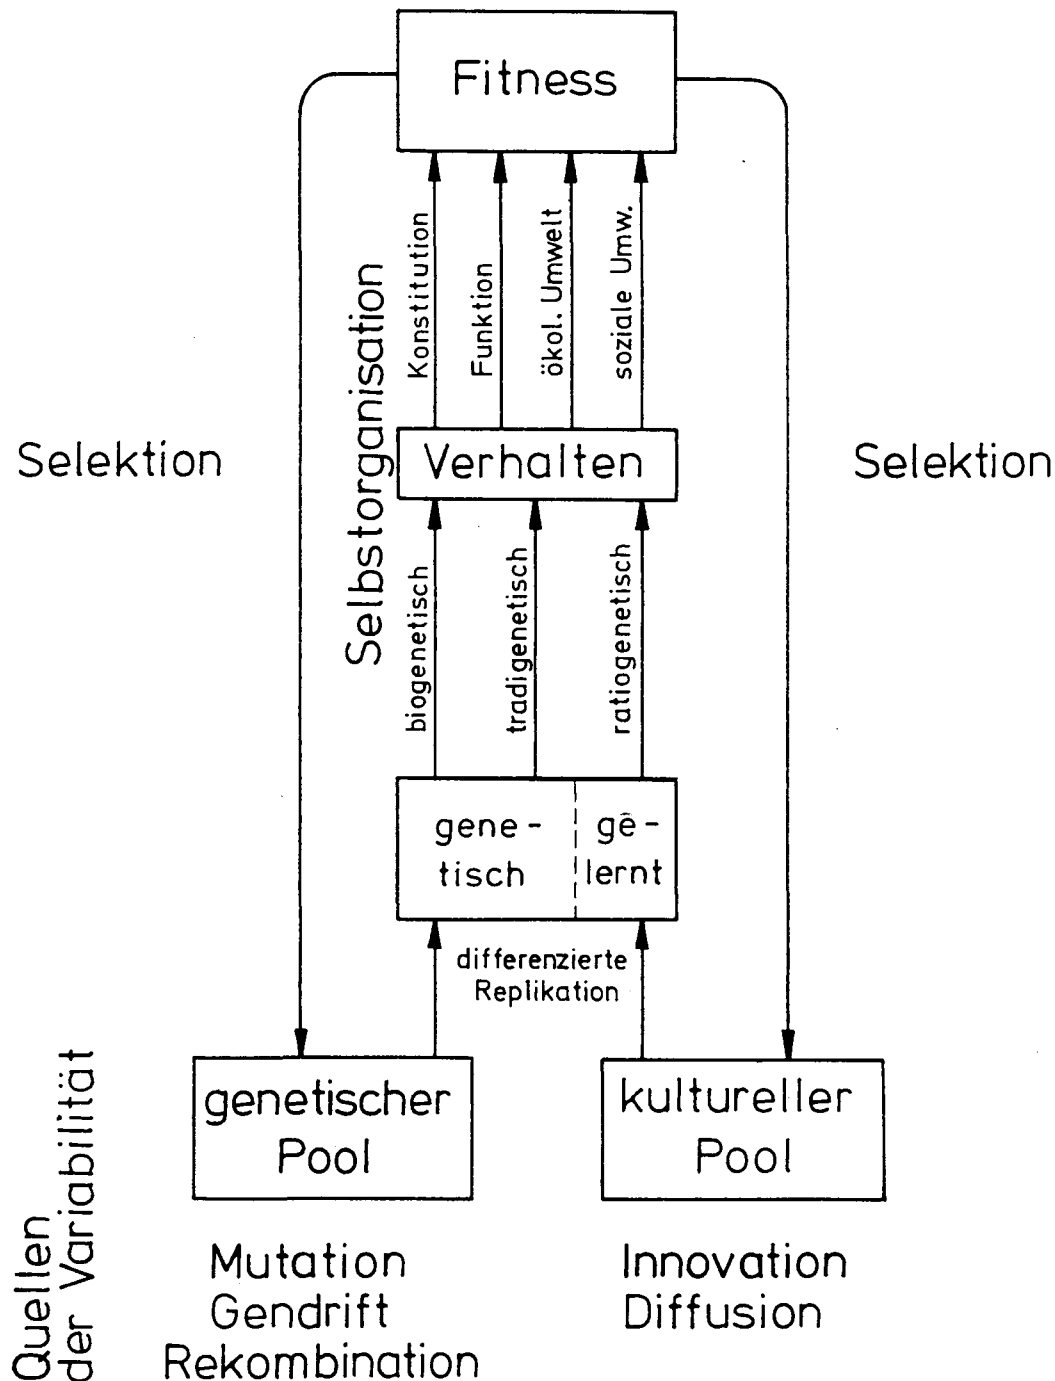 Fitness
Konstitution
Funktion
ökol. Umwelt
soziale Umw.
Selbstorganisation
Selektion
Verhalten
Selektion
biogenetisch
tradigenetisch
ratiogenetisch
gene-
tisch
ge-
lernt
differenzierte
Replikation
genetischer
Pool
kultureller
Pool
Quellen
der Variabilität
Mutation
Gendrift
Rekombination
Innovation
Diffusion